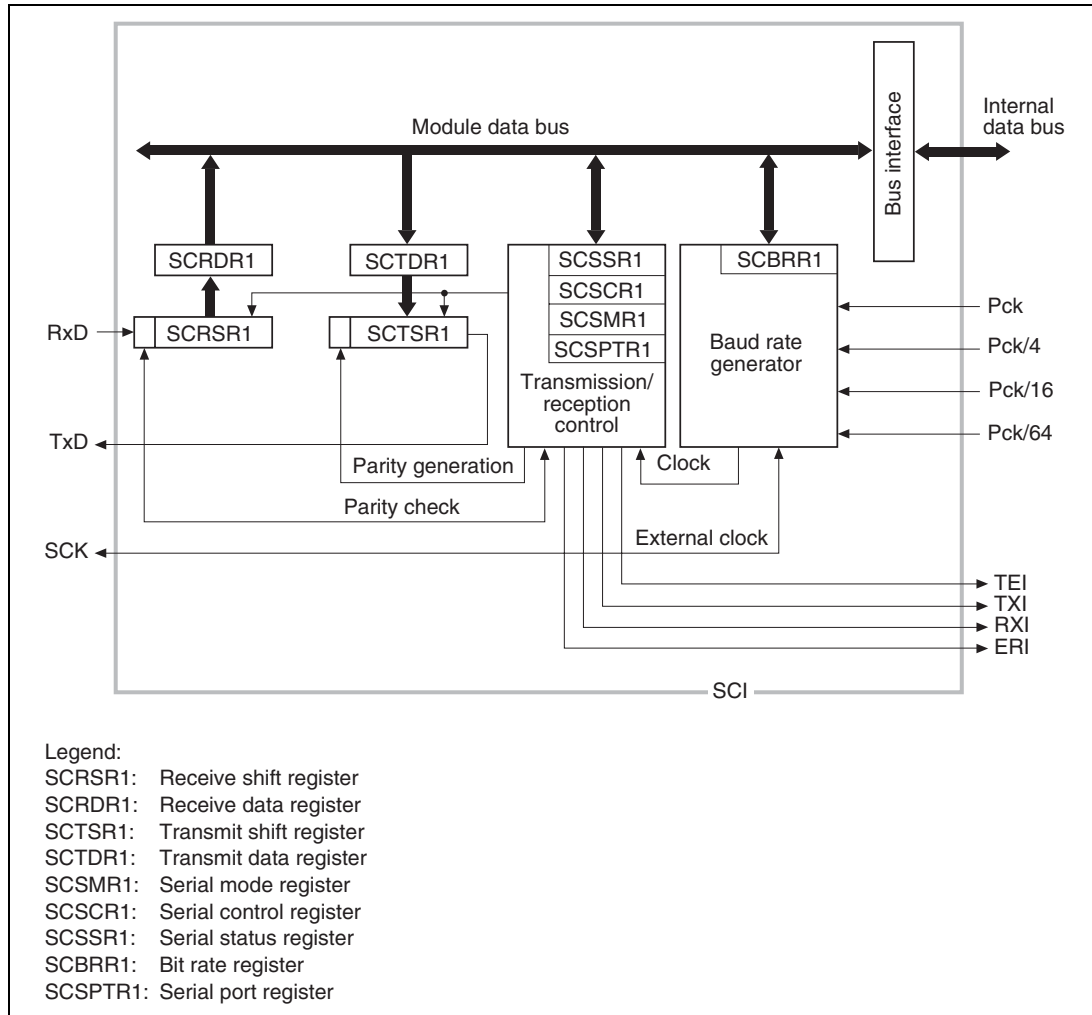 Module data bus
Bus interface
Internal
data bus
SCRDR1
SCTDR1
SCSSR1
SCSCR1
SCSMR1
SCSPTR1
Transmission/
reception
control
SCBRR1
Baud rate
generator
RxD
SCRSR1
SCTSR1
Pck
Pck/4
Pck/16
Pck/64
TxD
Parity generation
Clock
Parity check
SCK
External clock
TEI
TXI
RXI
ERI
SCI
Legend:
SCRSR1: Receive shift register
SCRDR1: Receive data register
SCTSR1: Transmit shift register
SCTDR1: Transmit data register
SCSMR1: Serial mode register
SCSCR1: Serial control register
SCSSR1: Serial status register
SCBRR1: Bit rate register
SCSPTR1: Serial port register